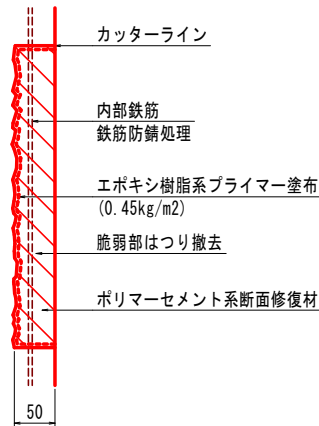 カッターライン
内部鉄筋
鉄筋防錆処理
エポキシ樹脂系プライマー塗布
(0.45kg/m2)
脆弱部はつり撤去
ポリマーセメント系断面修復材
50